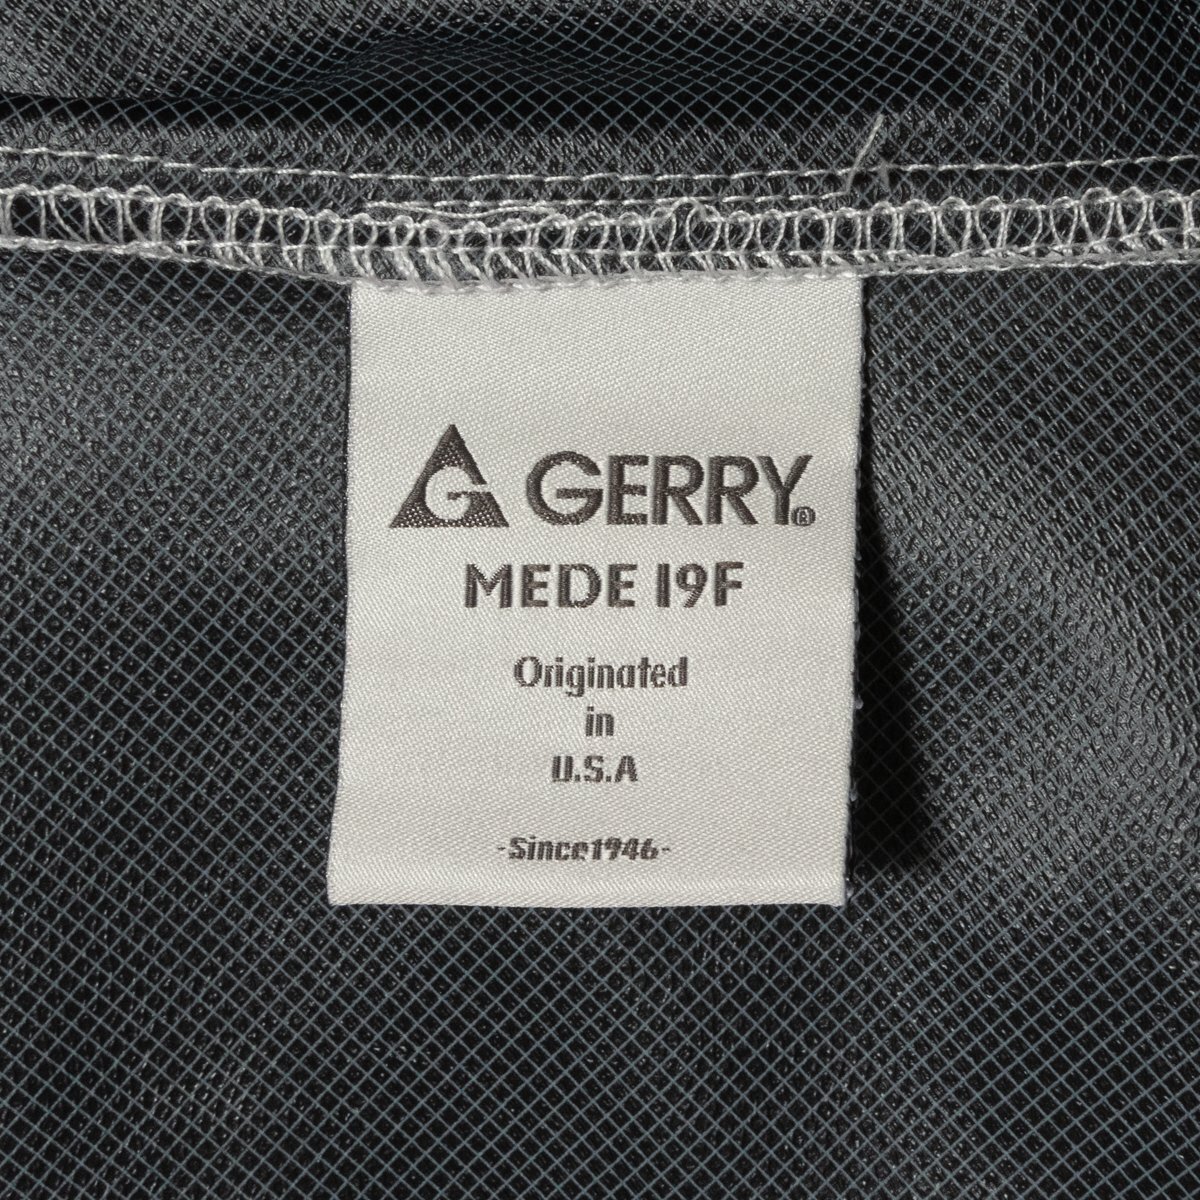 G GERRY®
MEDE 19F
Originated
in
U.S.A
-Since1946-